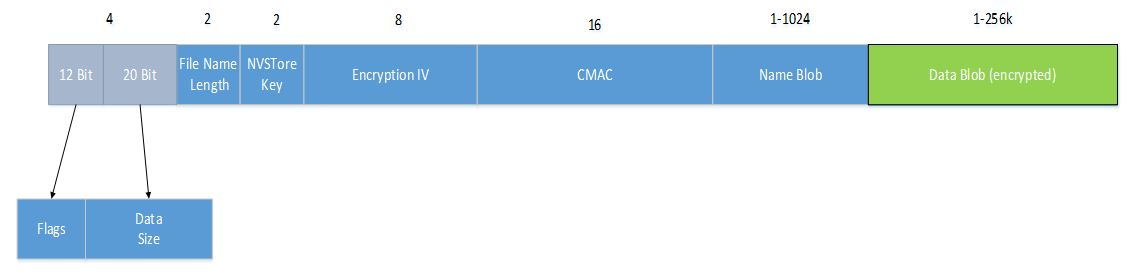 4 2 2 8 16 1-1024 1-256k
12 Bit
20 Bit
File Name
Length
NVSTore
Key
Encryption IV
CMAC
Name Blob
Data Blob (encrypted)
Flags
Data
Size